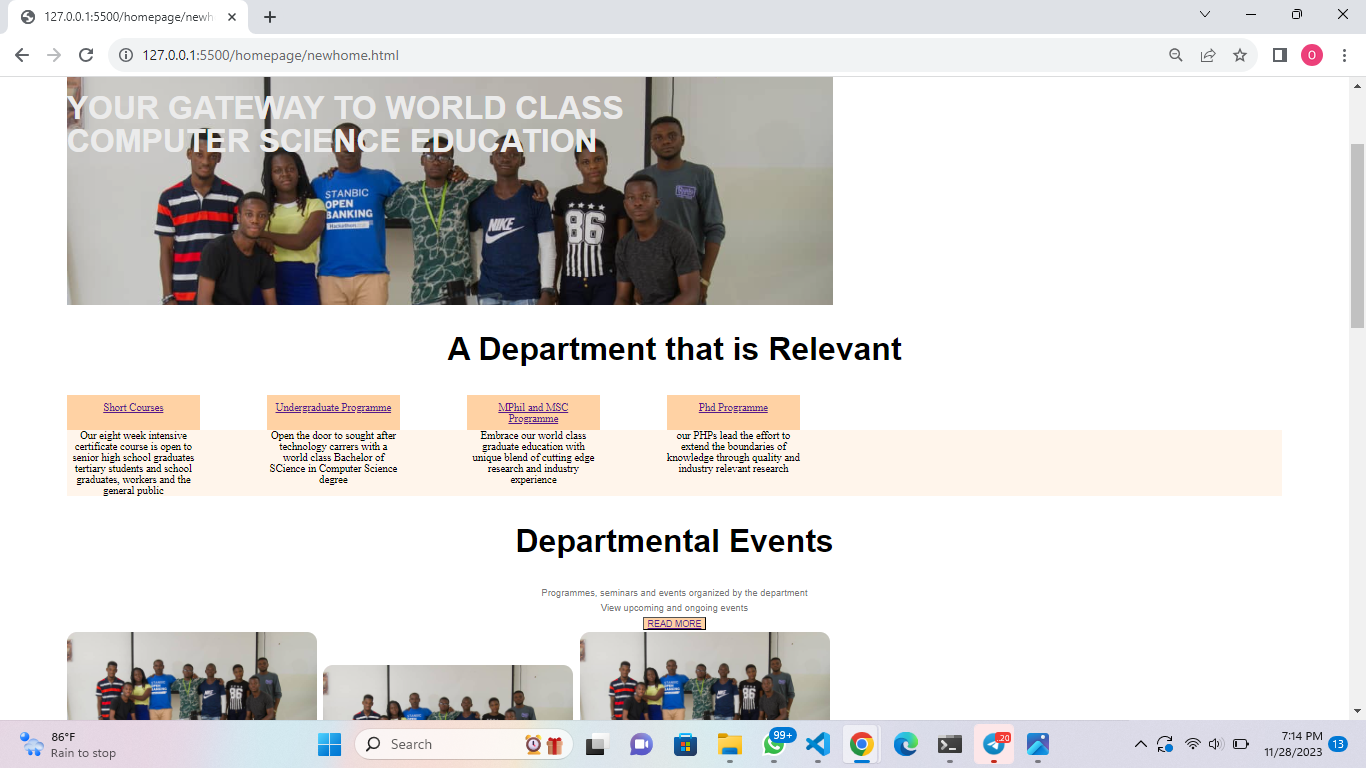 127.0.0.1:5500/homepage/newh
127.0.0.1:5500/homepage/newhome.html
O
YOUR GATEWAY TO WORLD CLASS
COMPUTER SCIENCE EDUCATION
STANBIC
OPEN
BANKING
Hackathon
NIKE
86
A Department that is Relevant
Short Courses
Undergraduate Programme
MPhil and MSC
Programme
Phd Programme
Our eight week intensive
certificate course is open to
senior high school graduates
tertiary students and school
graduates, workers and the
general public
Open the door to sought after
technology carrers with a
world class Bachelor of
SCience in Computer Science
degree
Embrace our world class
graduate education with
unique blend of cutting edge
research and industry
experience
our PHPs lead the effort to
extend the boundaries of
knowledge through quality and
industry relevant research
Departmental Events
Programmes, seminars and events organized by the department
View upcoming and ongoing events
READ MORE
86
86
86°F
Rain to stop
Search
99+
20
7:14 PM
11/28/2023
13